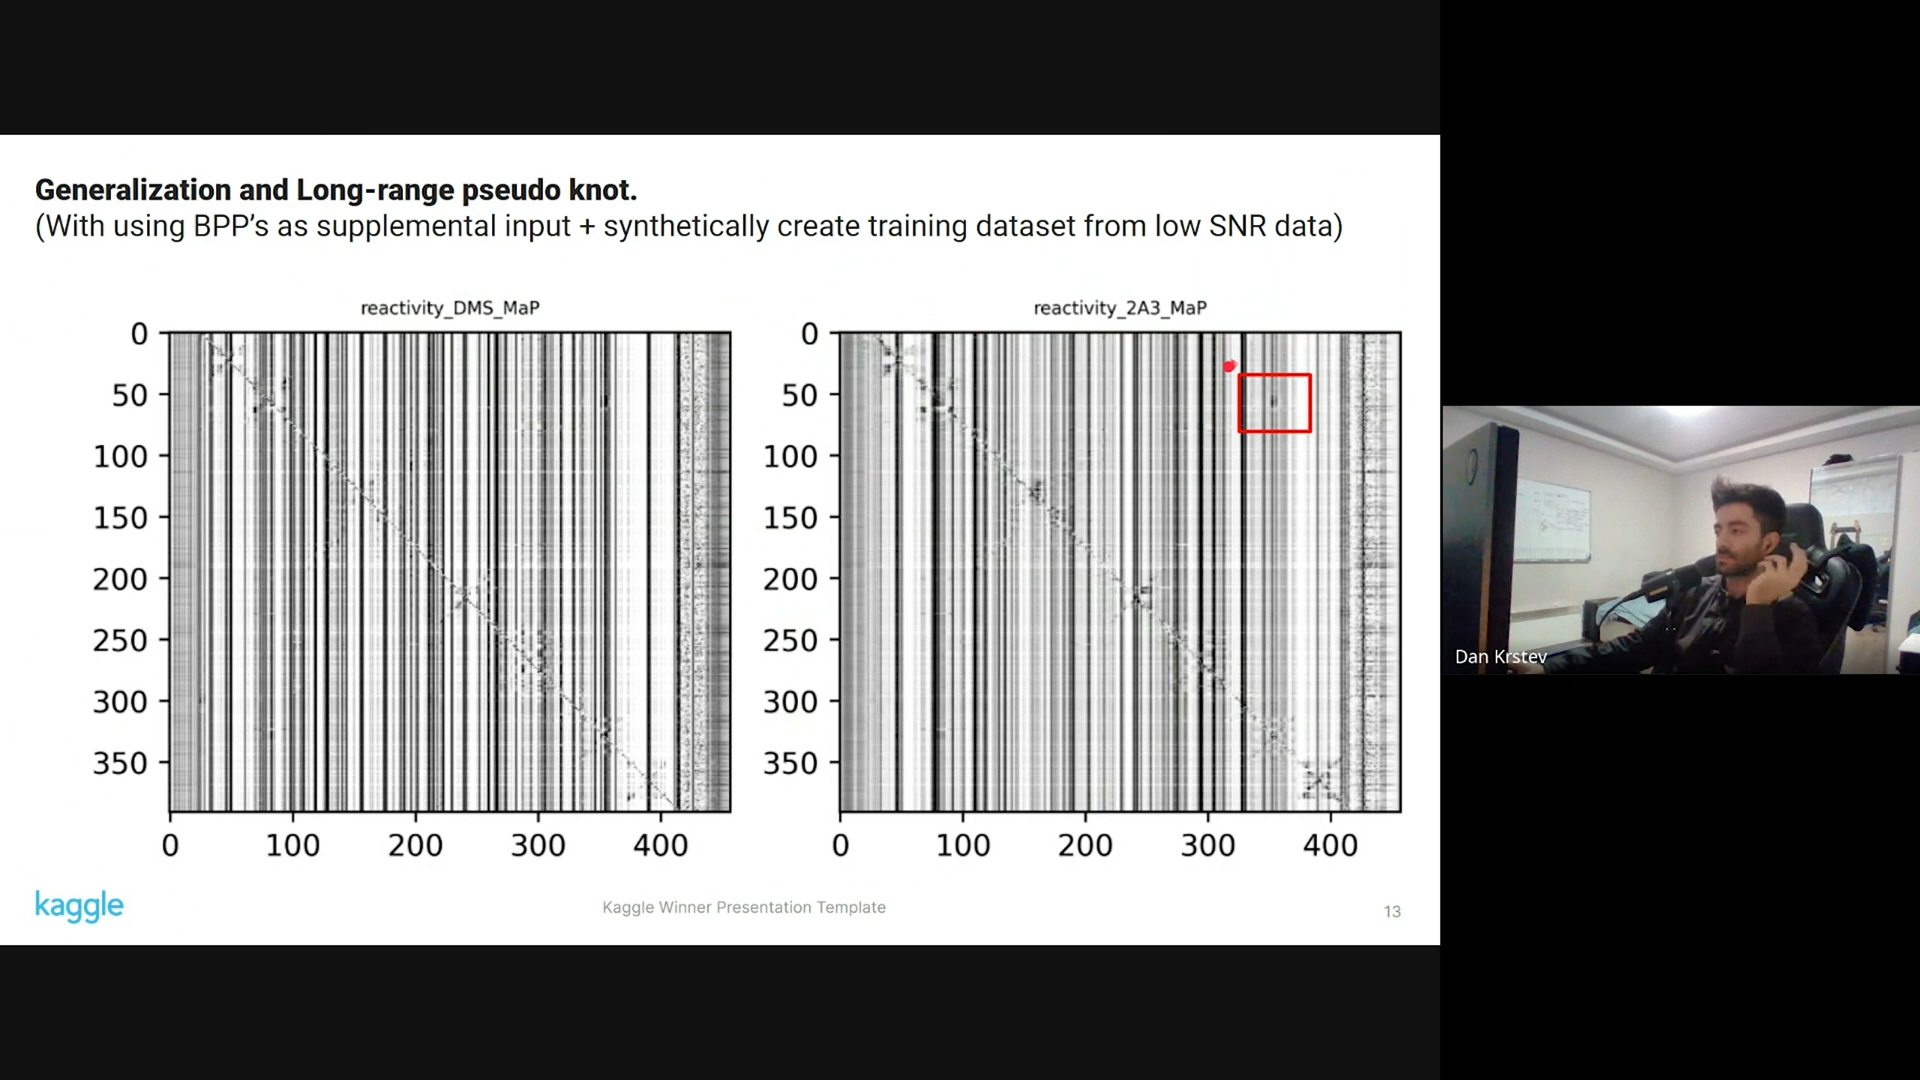 Generalization and Long-range pseudo knot.
(With using BPP's as supplemental input + synthetically create training dataset from low SNR data)
reactivity_DMS_MaP
0
50
100
150
200
250
300
350
0 100 200 300 400
reactivity_2A3_MaP
0
50
100
150
200
250
300
350
0 100 200 300 400
kaggle
Kaggle Winner Presentation Template
13
Dan Krstev